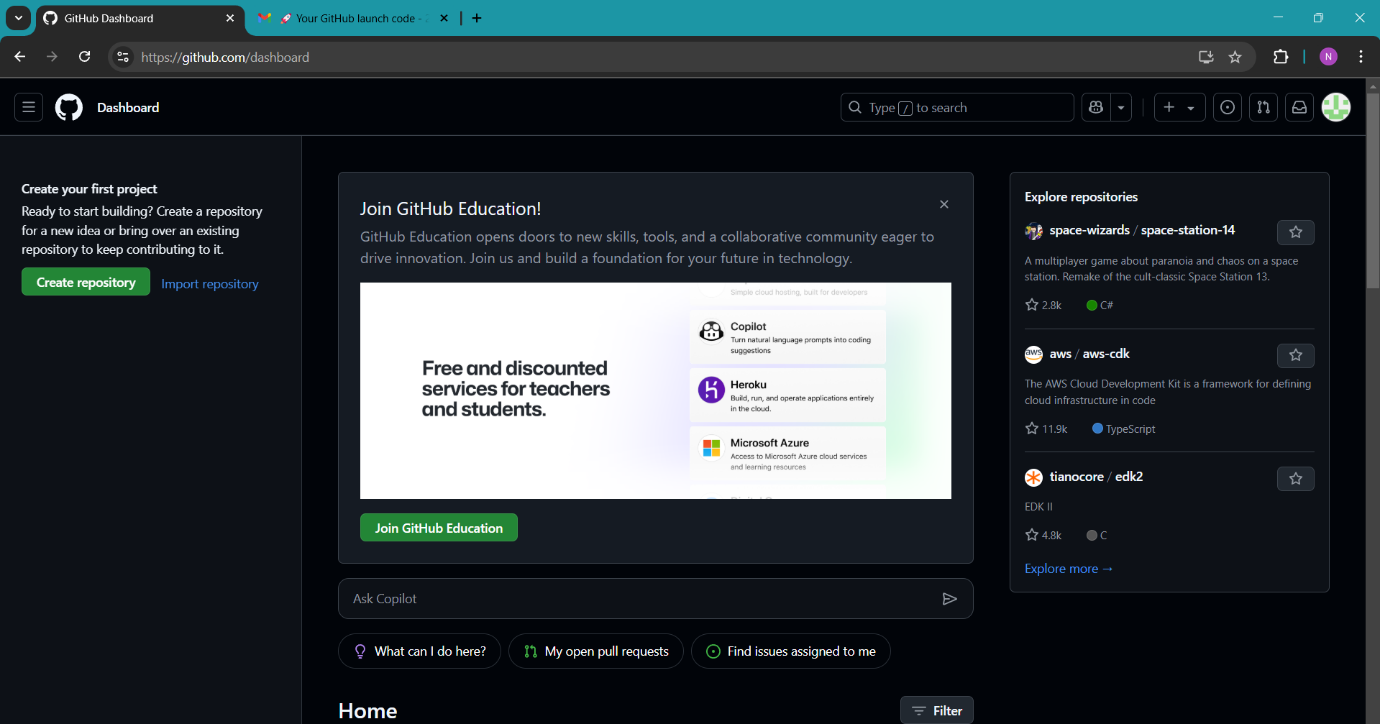 GitHub Dashboard
Your GitHub launch code -
https://github.com/dashboard
N
Dashboard
Type / to search
Create your first project
Ready to start building? Create a repository
for a new idea or bring over an existing
repository to keep contributing to it.
Create repository
Import repository
Join GitHub Education!
GitHub Education opens doors to new skills, tools, and a collaborative community eager to
drive innovation. Join us and build a foundation for your future in technology.
Free and discounted
services for teachers
and students.
Simple cloud hosting, built for developers
Copilot
Turn natural language prompts into coding
suggestions
Heroku
Build, run, and operate applications entirely
in the cloud.
Microsoft Azure
Access to Microsoft Azure cloud services
and learning resources
Join GitHub Education
Ask Copilot
What can I do here?
My open pull requests
Find issues assigned to me
Home
Filter
Explore repositories
space-wizards / space-station-14
A multiplayer game about paranoia and chaos on a space
station. Remake of the cult-classic Space Station 13.
2.8k C#
aws
aws / aws-cdk
The AWS Cloud Development Kit is a framework for defining
cloud infrastructure in code
11.9k TypeScript
tianocore / edk2
EDK II
4.8k C
Explore more →